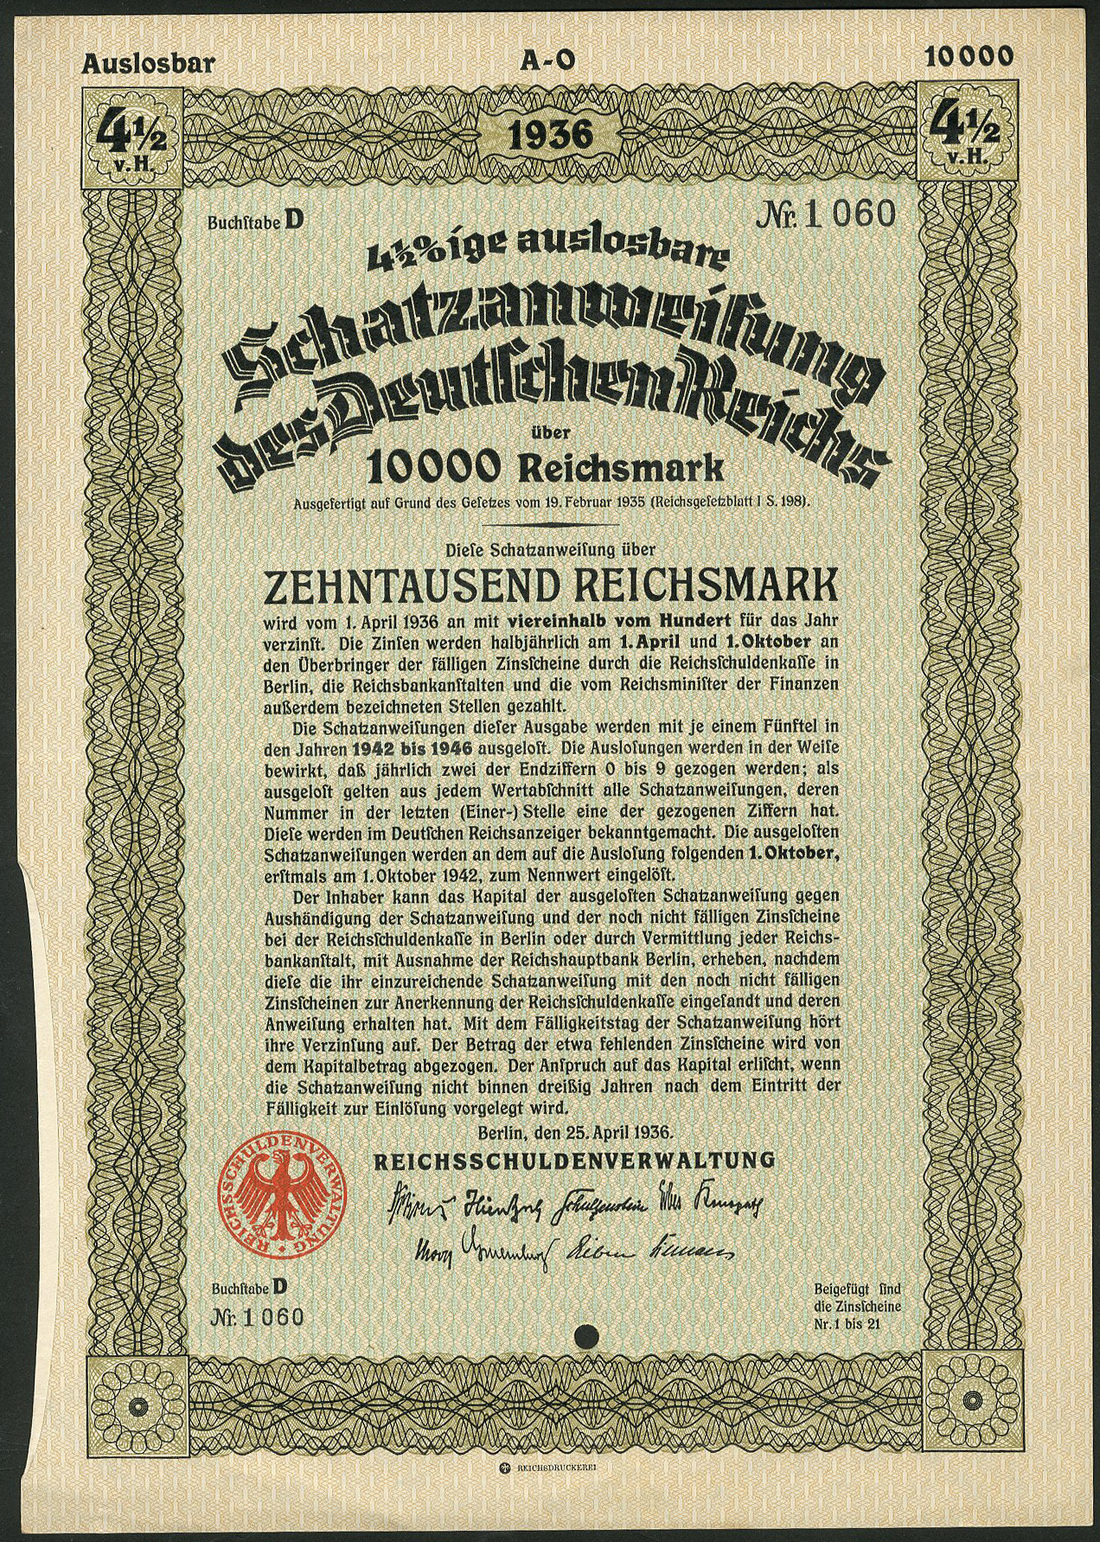 Auslosbar
A-O
10000
4½
v.H.
1936
4½
v.H.
Buchſtabe D
Nr. 1 060
4½%ige auslosbare
Schatzanweiſung
des Deutſchen Reichs
über
10000 Reichsmark
Ausgefertigt auf Grund des Geſetzes vom 19. Februar 1935 (Reichsgeſetzblatt I S. 198).
Dieſe Schatzanweiſung über
ZEHNTAUSEND REICHSMARK
wird vom 1. April 1936 an mit viereinhalb vom Hundert für das Jahr
verzinſt. Die Zinſen werden halbjährlich am 1. April und 1. Oktober an
den Überbringer der fälligen Zinsſcheine durch die Reichsſchuldenkaſſe in
Berlin, die Reichsbankanſtalten und die vom Reichsminiſter der Finanzen
außerdem bezeichneten Stellen gezahlt.
Die Schatzanweiſungen dieſer Ausgabe werden mit je einem Fünftel in
den Jahren 1942 bis 1946 ausgeloſt. Die Ausloſungen werden in der Weiſe
bewirkt, daß jährlich zwei der Endziffern 0 bis 9 gezogen werden; als
ausgeloſt gelten aus jedem Wertabſchnitt alle Schatzanweiſungen, deren
Nummer in der letzten (Einer-) Stelle eine der gezogenen Ziffern hat.
Dieſe werden im Deutſchen Reichsanzeiger bekanntgemacht. Die ausgeloſten
Schatzanweiſungen werden an dem auf die Ausloſung folgenden 1. Oktober,
erſtmals am 1. Oktober 1942, zum Nennwert eingelöſt.
Der Inhaber kann das Kapital der ausgeloſten Schatzanweiſung gegen
Aushändigung der Schatzanweiſung und der noch nicht fälligen Zinsſcheine
bei der Reichsſchuldenkaſſe in Berlin oder durch Vermittlung jeder Reichs-
bankanſtalt, mit Ausnahme der Reichshauptbank Berlin, erheben, nachdem
dieſe die ihr einzureichende Schatzanweiſung mit den noch nicht fälligen
Zinsſcheinen zur Anerkennung der Reichsſchuldenkaſſe eingeſandt und deren
Anweiſung erhalten hat. Mit dem Fälligkeitstag der Schatzanweiſung hört
ihre Verzinſung auf. Der Betrag der etwa fehlenden Zinsſcheine wird von
dem Kapitalbetrag abgezogen. Der Anſpruch auf das Kapital erliſcht, wenn
die Schatzanweiſung nicht binnen dreißig Jahren nach dem Eintritt der
Fälligkeit zur Einlöſung vorgelegt wird.
Berlin, den 25. April 1936.
REICHSSCHULDENVERWALTUNG
REICHSSCHULDENVERWALTUNG
Buchſtabe D
Nr. 1 060
Beigefügt ſind
die Zinsſcheine
Nr. 1 bis 21
REICHSDRUCKEREI